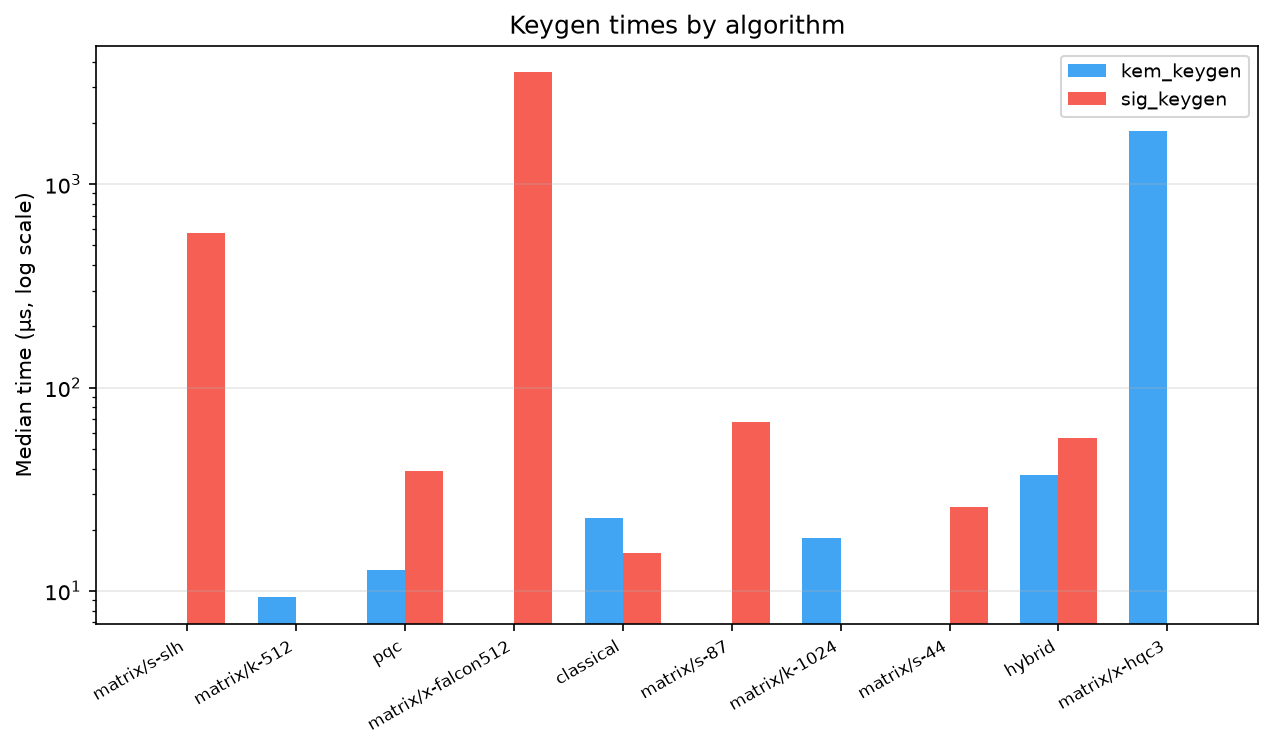 Keygen times by algorithm
kem_keygen
sig_keygen
Median time (µs, log scale)
10³
10²
10¹
matrix/s-slh
matrix/k-512
pqc
matrix/x-falcon512
classical
matrix/s-87
matrix/k-1024
matrix/s-44
hybrid
matrix/x-hqc3